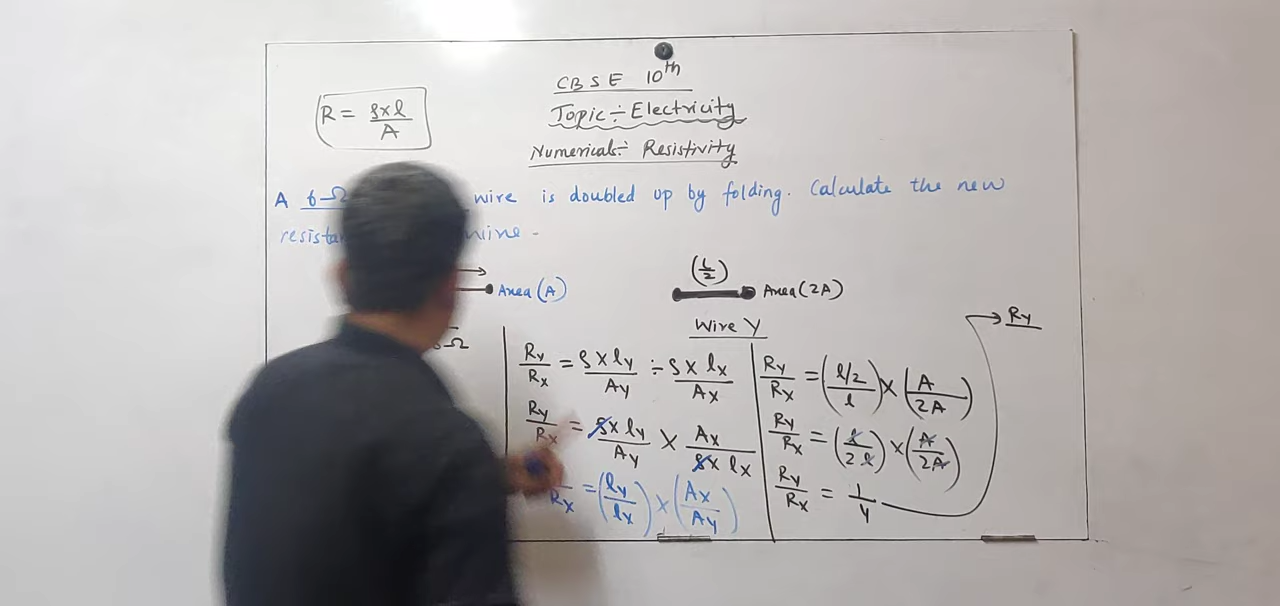 CBSE 10th
Topic ÷ Electricity
Numericals ÷ Resistivity
R = ρ×l / A
A 6-Ω wire is doubled up by folding. Calculate the new
wire -
Area (A)
(L/2)
Area (2A)
Ω
Wire Y
Ry/Rx = ρ×ly/Ay ÷ ρ×lx/Ax
Ry/Rx = ρ×ly/Ay × Ax/ρ×lx
Rx = (ly/lx) × (Ax/Ay)
Ry/Rx = (l/2 / l) × (A/2A)
Ry/Rx = (l/2l) × (A/2A)
Ry/Rx = 1/4
Ry